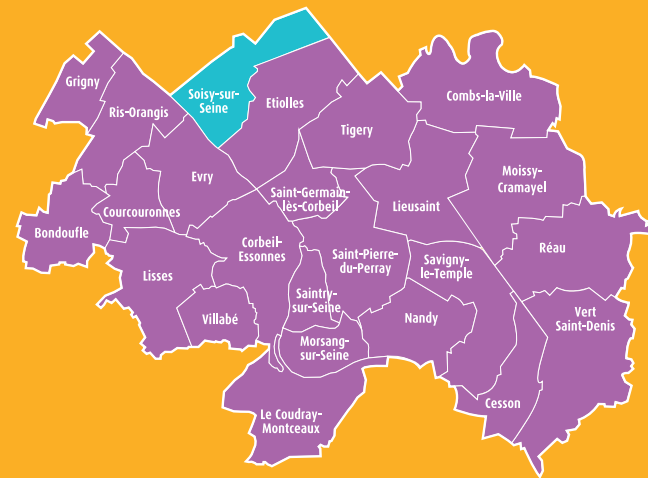 Grigny
Ris-Orangis
Soisy-sur-
Seine
Etiolles
Tigery
Combs-la-Ville
Evry
Saint-Germain-
lès-Corbeil
Lieusaint
Moissy-
Cramayel
Bondoufle
Courcouronnes
Corbeil-
Essonnes
Saint-Pierre-
du-Perray
Savigny-
le-Temple
Réau
Lisses
Saintry-
sur-Seine
Villabé
Morsang-
sur-Seine
Nandy
Vert
Saint-Denis
Cesson
Le Coudray-
Montceaux